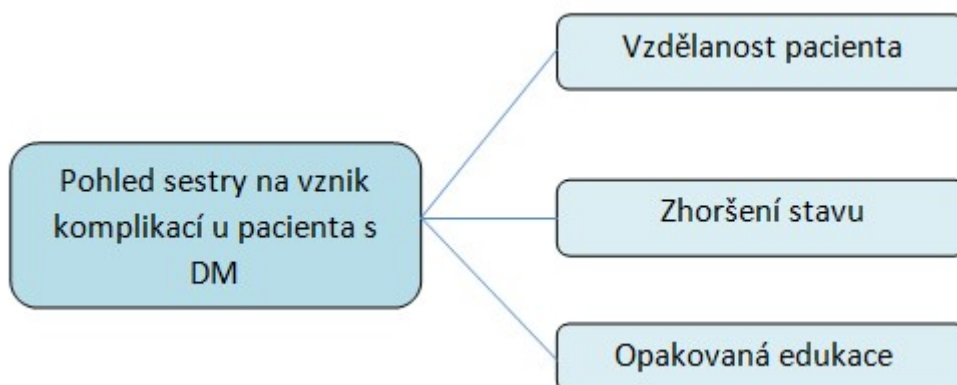 Pohled sestry na vznik
komplikací u pacienta s
DM
Vzdělanost pacienta
Zhoršení stavu
Opakovaná edukace